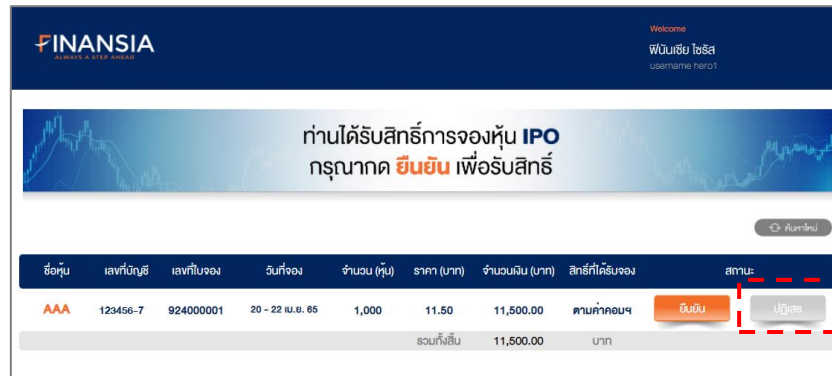 FINANSIA
ALWAYS A STEP AHEAD
Welcome
ฟินันเซีย ไซรัส
username hero1
ท่านได้รับสิทธิ์การจองหุ้น IPO
กรุณากด ยืนยัน เพื่อรับสิทธิ์
ค้นหาใหม่
ชื่อหุ้น เลขที่บัญชี เลขที่ใบจอง วันที่จอง จำนวน (หุ้น) ราคา (บาท) จำนวนเงิน (บาท) สิทธิ์ที่ได้รับจอง สถานะ
AAA 123456-7 924000001 20 - 22 เม.ย. 65 1,000 11.50 11,500.00 ตามค่าคอมฯ ยืนยัน ปฏิเสธ
รวมทั้งสิ้น 11,500.00 บาท